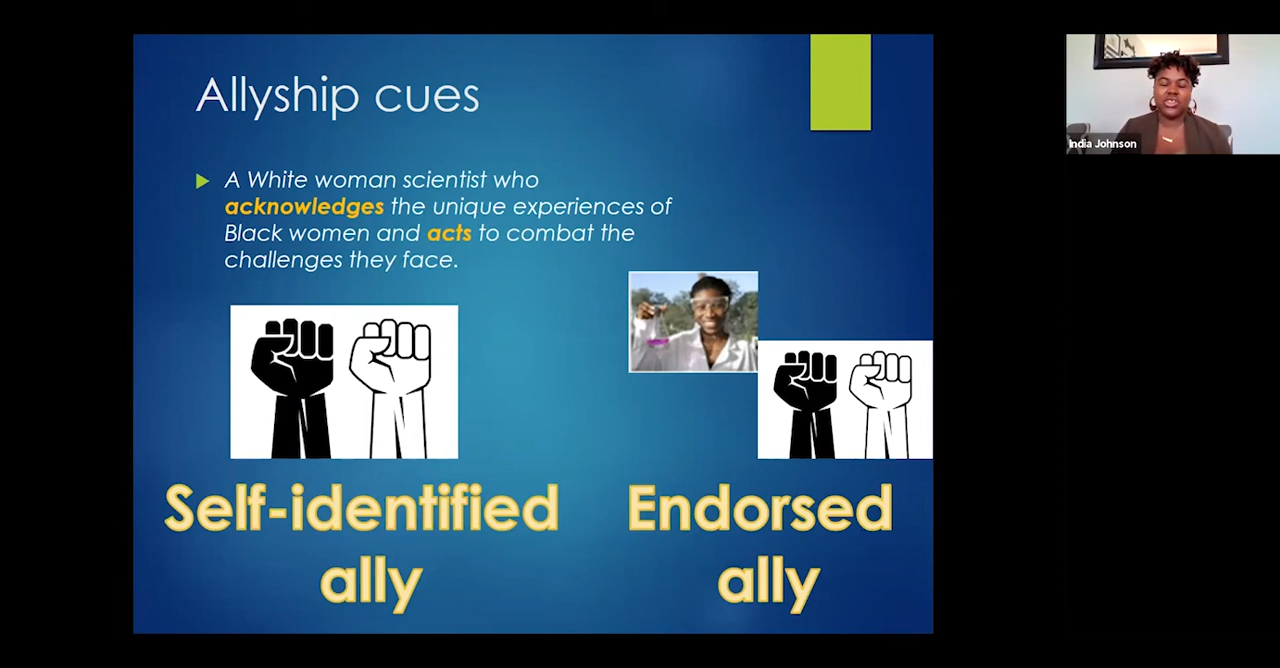 Allyship cues
A White woman scientist who
acknowledges the unique experiences of
Black women and acts to combat the
challenges they face.
Self-identified
ally
Endorsed
ally
India Johnson